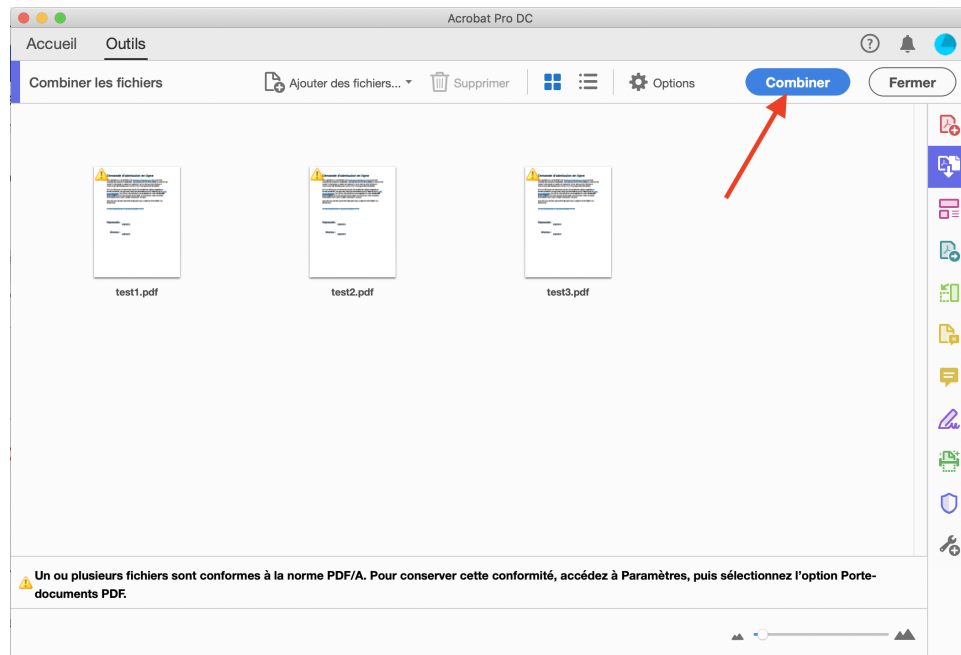 Acrobat Pro DC
Accueil Outils
Combiner les fichiers Ajouter des fichiers... Supprimer Options Combiner Fermer
test1.pdf test2.pdf test3.pdf
Un ou plusieurs fichiers sont conformes à la norme PDF/A. Pour conserver cette conformité, accédez à Paramètres, puis sélectionnez l'option Porte-
documents PDF.